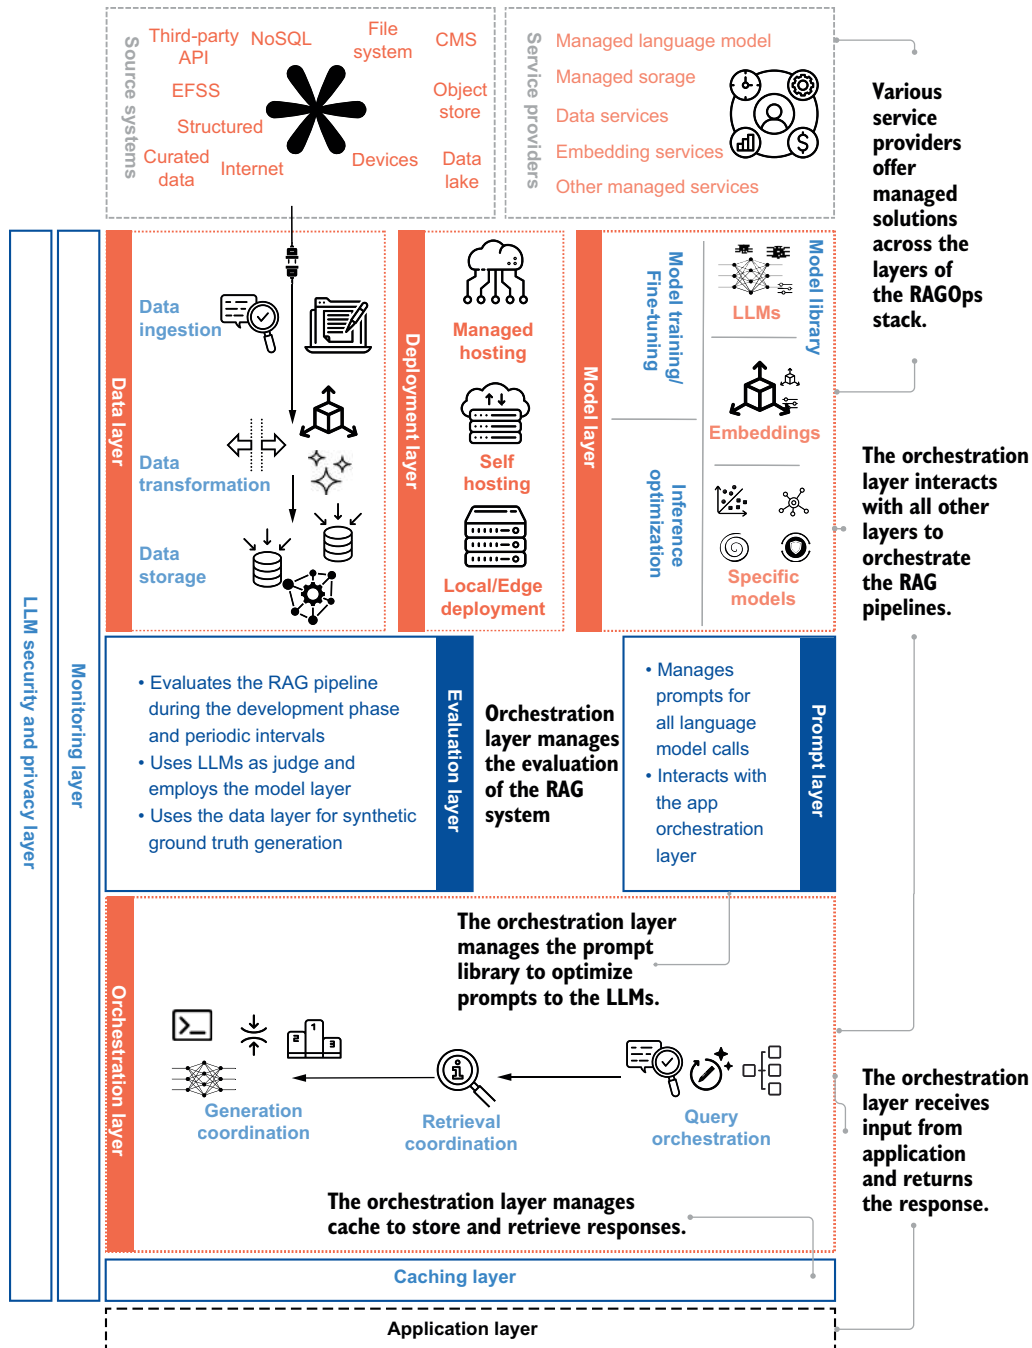 Source systems
Third-party
API
NoSQL
File
system
CMS
EFSS
Object
store
Structured
Curated
data
Internet
Devices
Data
lake
Service providers
Managed language model
Managed sorage
Data services
Embedding services
Other managed services
$
Various
service
providers
offer
managed
solutions
across the
layers of
the RAGOps
stack.
LLM security and privacy layer
Monitoring layer
Data layer
Data
ingestion
Data
transformation
Data
storage
Deployment layer
Managed
hosting
Self
hosting
Local/Edge
deployment
Model layer
Model training/
Fine-tuning
Inference
optimization
Model library
LLMs
Embeddings
Specific
models
The orchestration
layer interacts
with all other
layers to
orchestrate
the RAG
pipelines.
• Evaluates the RAG pipeline
during the development phase
and periodic intervals
• Uses LLMs as judge and
employs the model layer
• Uses the data layer for synthetic
ground truth generation
Evaluation layer
Orchestration
layer manages
the evaluation
of the RAG
system
• Manages
prompts for
all language
model calls
• Interacts with
the app
orchestration
layer
Prompt layer
Orchestration layer
The orchestration layer
manages the prompt
library to optimize
prompts to the LLMs.
1
2
3
i
Generation
coordination
Retrieval
coordination
Query
orchestration
The orchestration layer manages
cache to store and retrieve responses.
The orchestration
layer receives
input from
application
and returns
the response.
Caching layer
Application layer